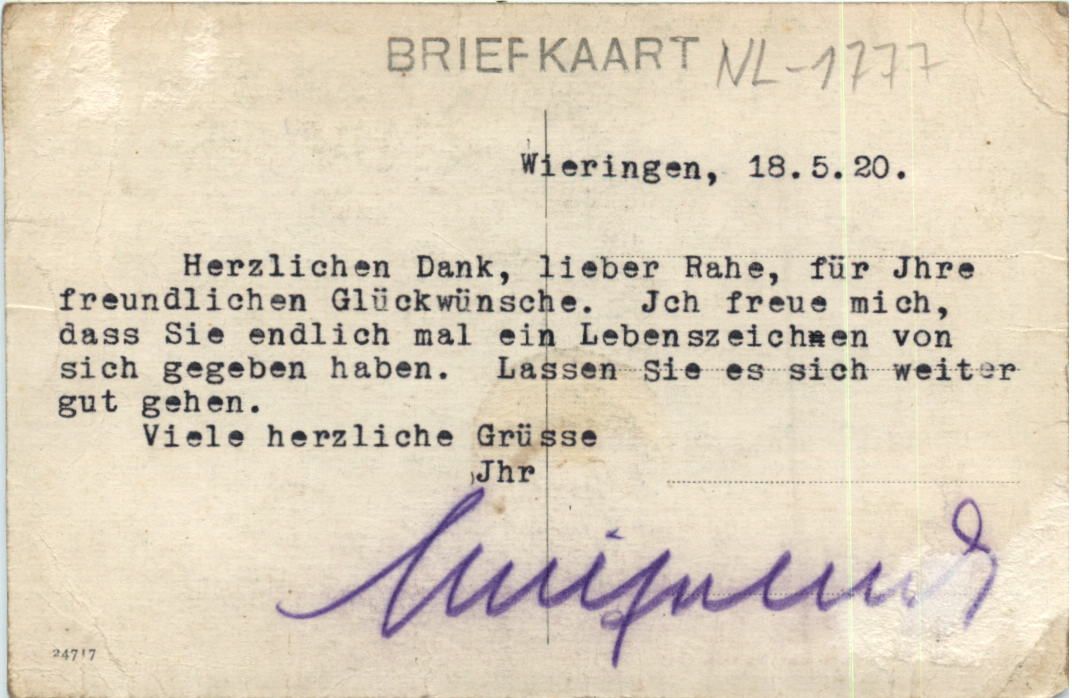 BRIEFKAART NL-1777
Wieringen, 18.5.20.
Herzlichen Dank, lieber Rahe, für Jhre
freundlichen Glückwünsche. Jch freue mich,
dass Sie endlich mal ein Lebenszeichnen von
sich gegeben haben. Lassen Sie es sich weiter
gut gehen.
Viele herzliche Grüsse
Jhr
24717